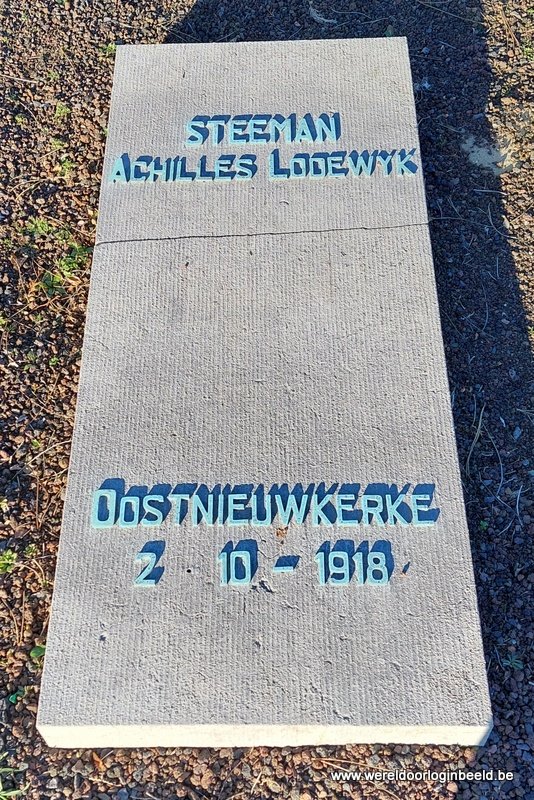 STEEMAN
ACHILLES LODEWYK
OOSTNIEUWKERKE
2 10 - 1918
www.wereldoorloginbeeld.be